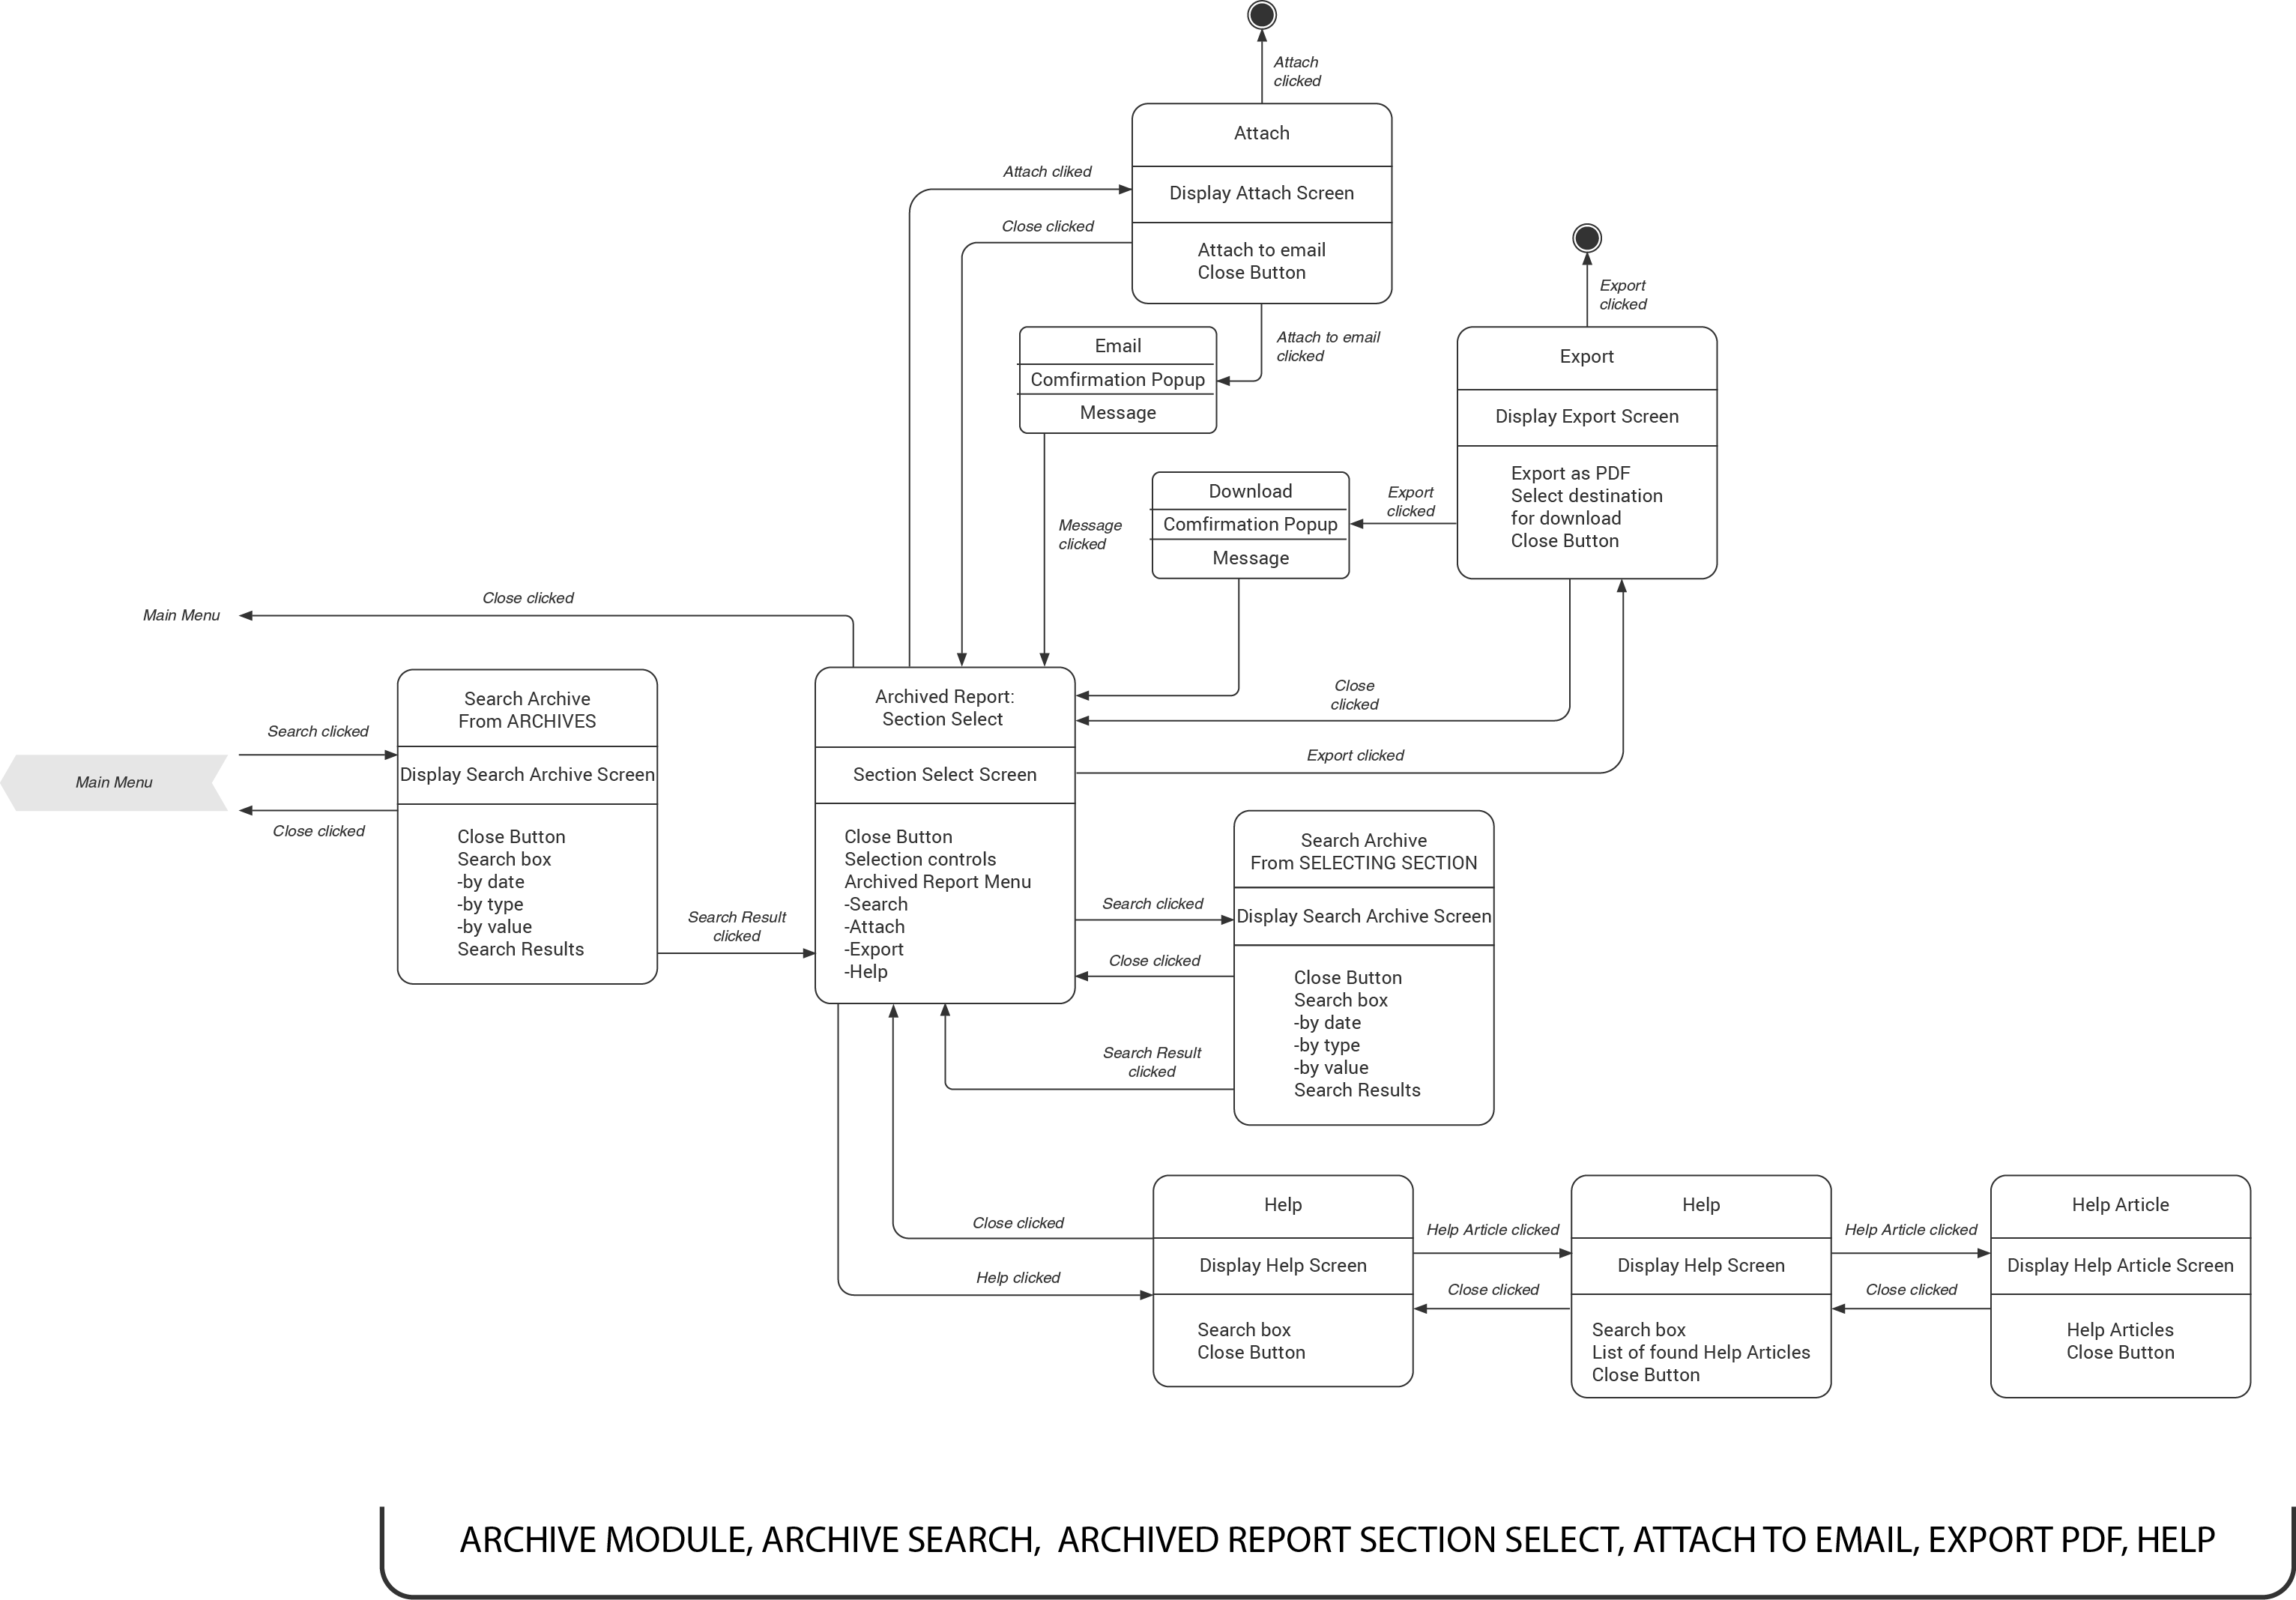 Attach
clicked
Attach
Attach cliked
Display Attach Screen
Close clicked
Attach to email
Close Button
Export
clicked
Attach to email
clicked
Email
Comfirmation Popup
Message
Export
Display Export Screen
Export as PDF
Select destination
for download
Close Button
Download
Comfirmation Popup
Message
Export
clicked
Message
clicked
Close clicked
Main Menu
Search Archive
From ARCHIVES
Display Search Archive Screen
Close Button
Search box
-by date
-by type
-by value
Search Results
Search clicked
Main Menu
Close clicked
Search Result
clicked
Archived Report:
Section Select
Section Select Screen
Close Button
Selection controls
Archived Report Menu
-Search
-Attach
-Export
-Help
Close
clicked
Export clicked
Search Archive
From SELECTING SECTION
Display Search Archive Screen
Close Button
Search box
-by date
-by type
-by value
Search Results
Search clicked
Close clicked
Search Result
clicked
Close clicked
Help clicked
Help
Display Help Screen
Search box
Close Button
Help Article clicked
Close clicked
Help
Display Help Screen
Search box
List of found Help Articles
Close Button
Help Article clicked
Close clicked
Help Article
Display Help Article Screen
Help Articles
Close Button
ARCHIVE MODULE, ARCHIVE SEARCH, ARCHIVED REPORT SECTION SELECT, ATTACH TO EMAIL, EXPORT PDF, HELP